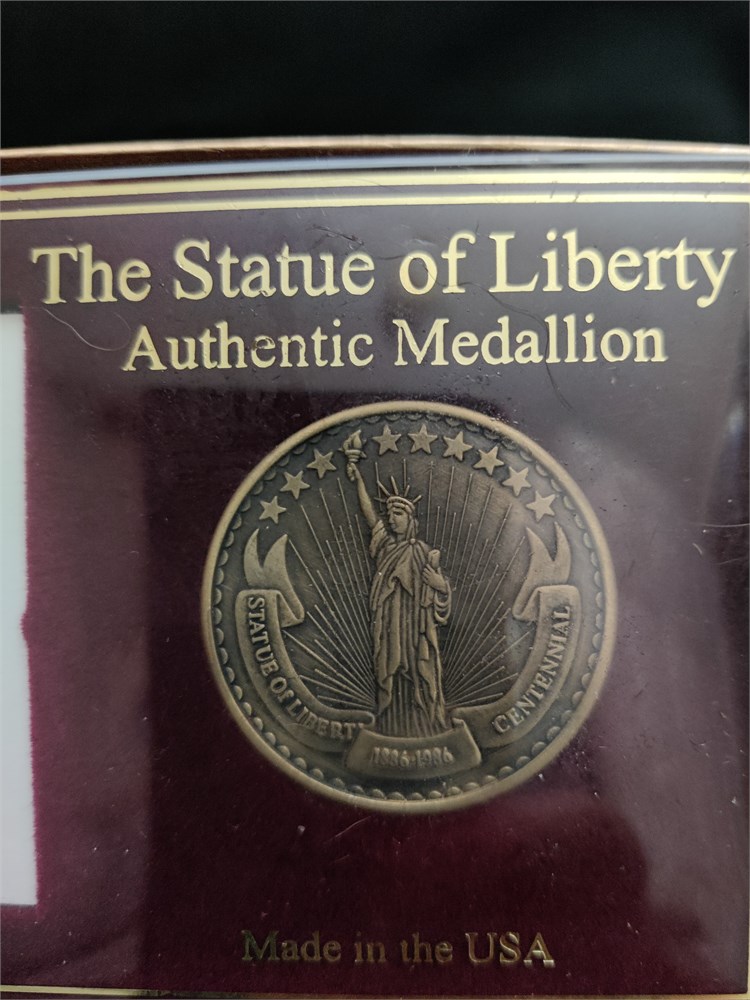 The Statue of Liberty
Authentic Medallion
STATUE OF LIBERTY
CENTENNIAL
1886-1986
Made in the USA